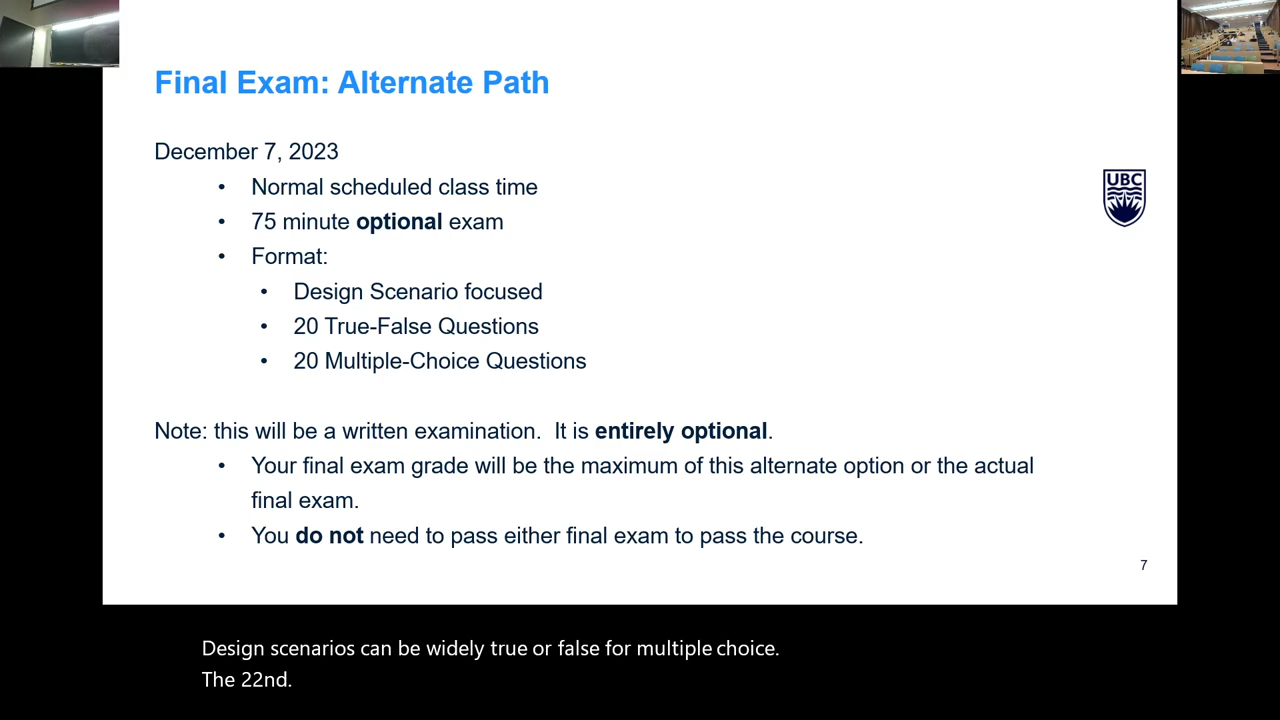 Final Exam: Alternate Path
December 7, 2023
• Normal scheduled class time
UBC
• 75 minute optional exam
• Format:
• Design Scenario focused
• 20 True-False Questions
• 20 Multiple-Choice Questions
Note: this will be a written examination. It is entirely optional.
• Your final exam grade will be the maximum of this alternate option or the actual
final exam.
• You do not need to pass either final exam to pass the course.
7
Design scenarios can be widely true or false for multiple choice.
The 22nd.